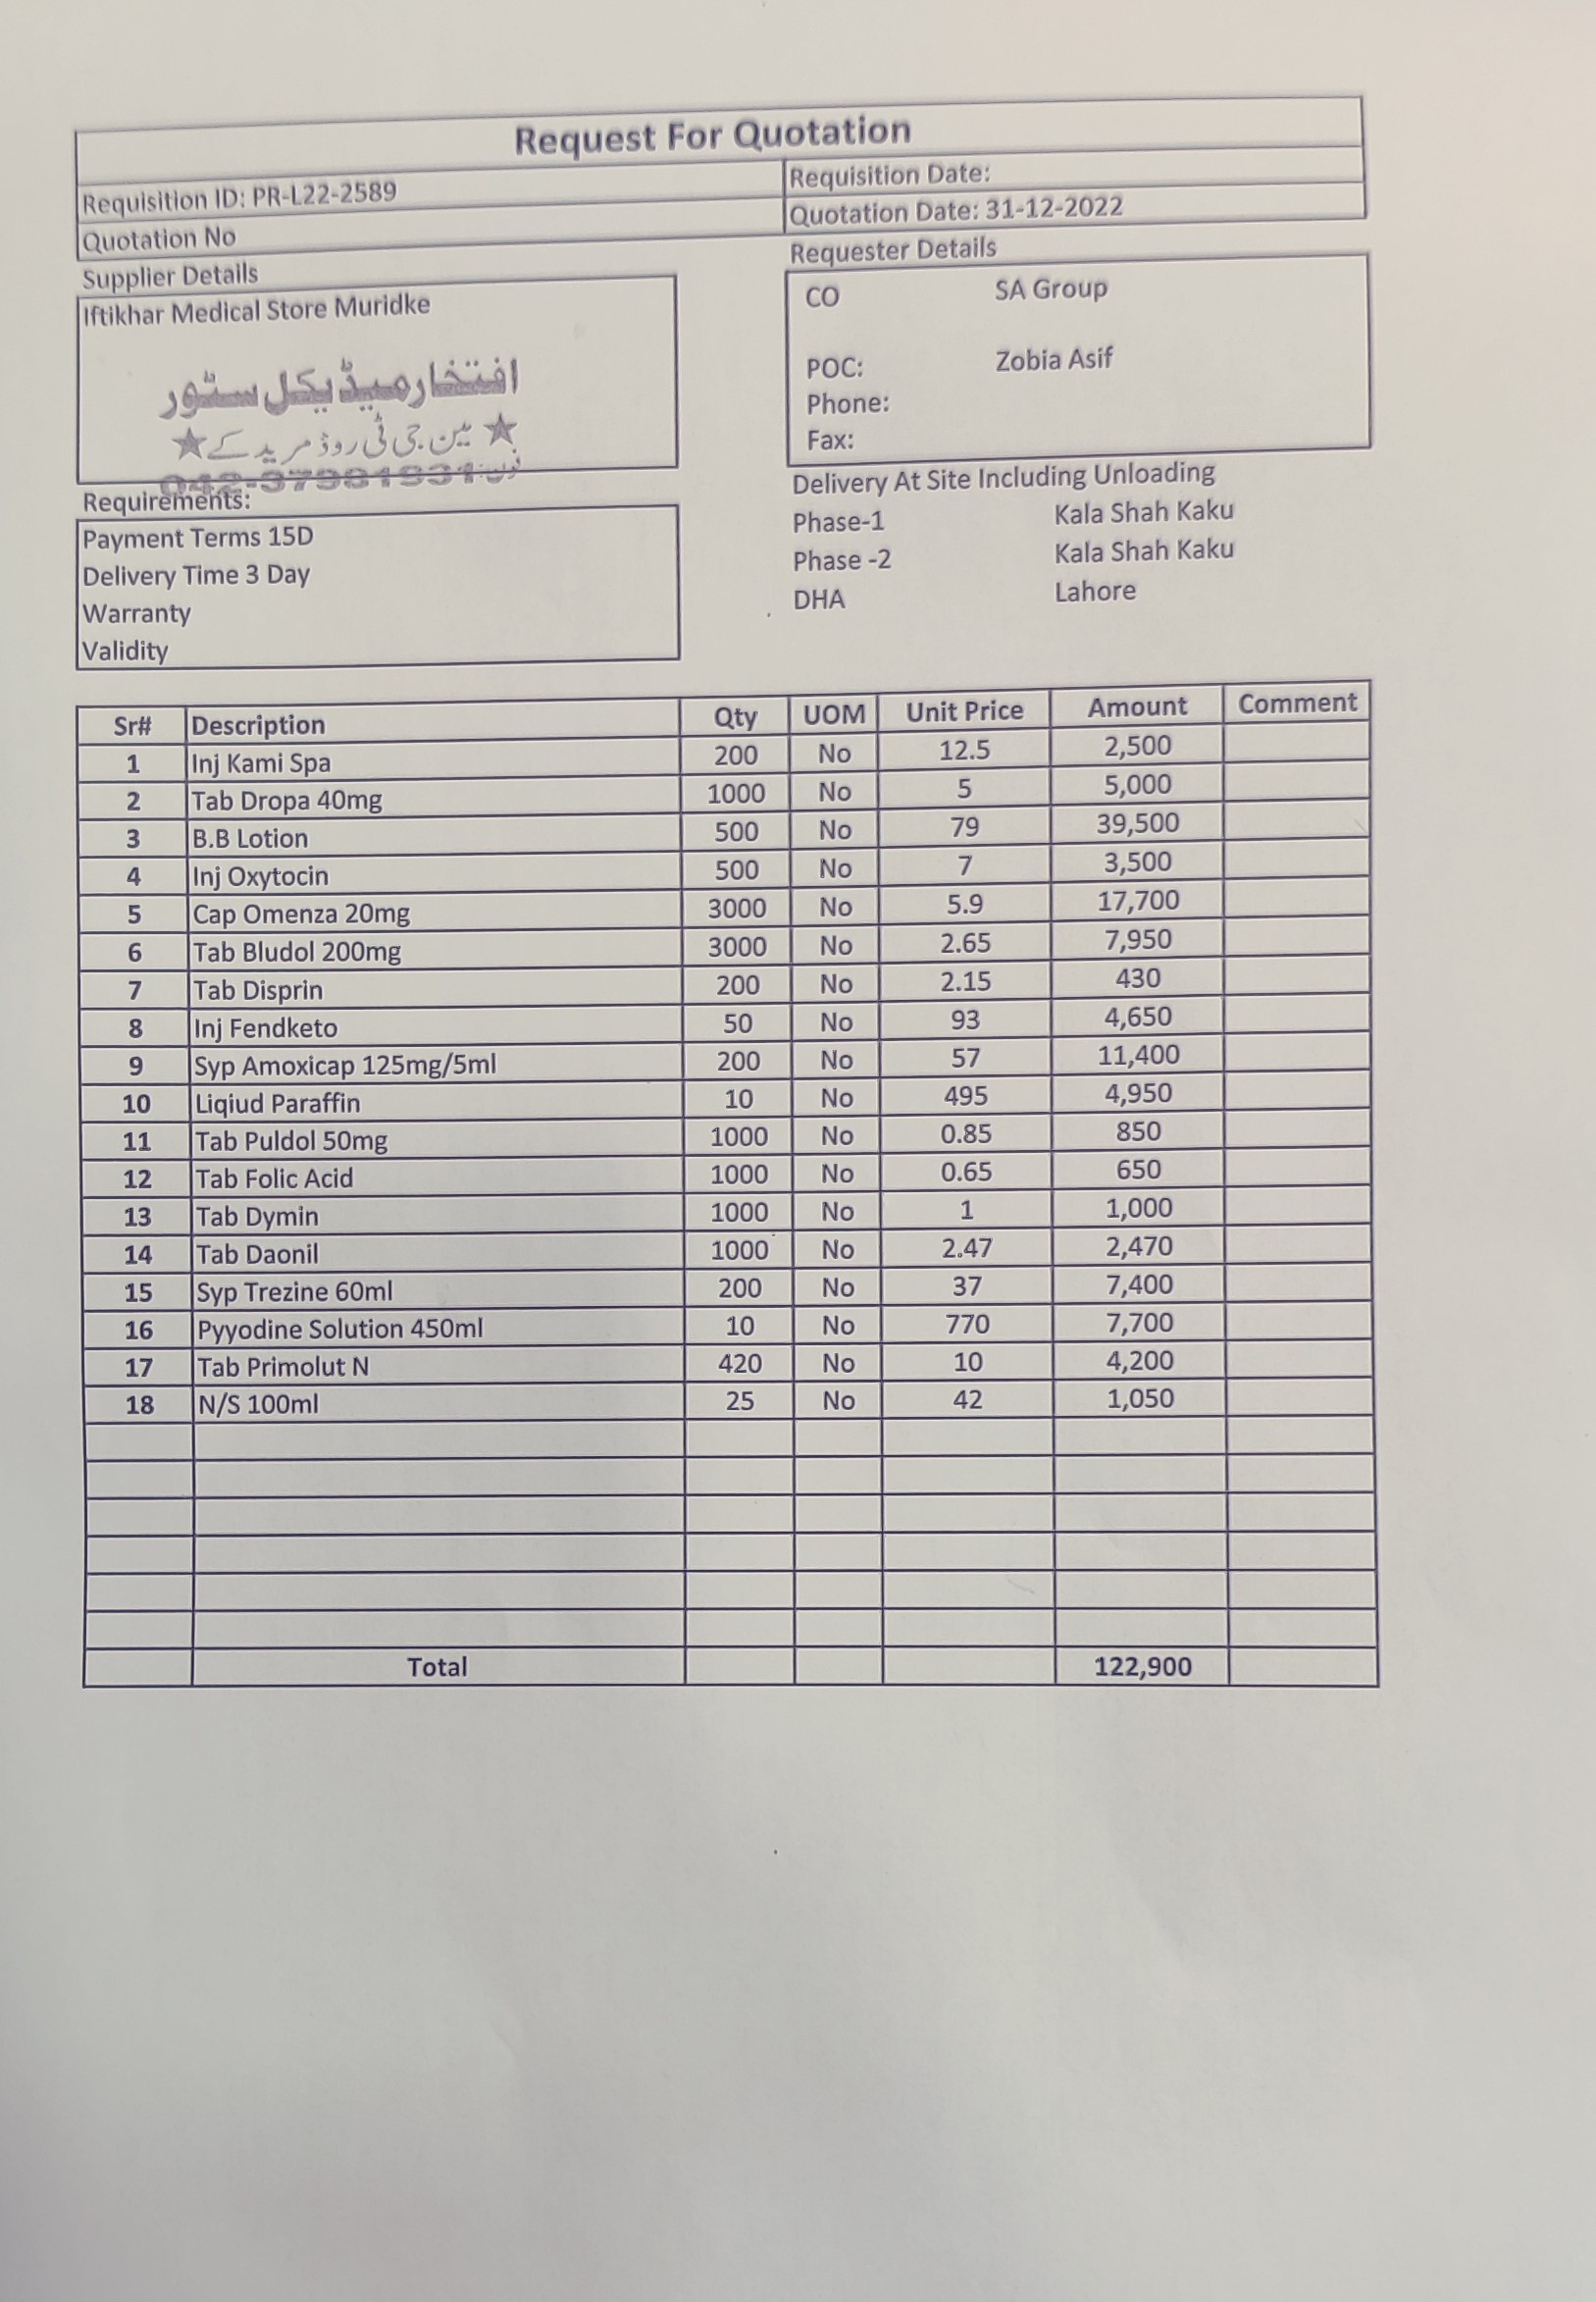 Request For Quotation
Requisition ID: PR-L22-2589
Requisition Date:
Quotation No
Quotation Date: 31-12-2022
Supplier Details
Iftikhar Medical Store Muridke
افتخار میڈیکل سٹور
★ مین جی ٹی روڈ مرید کے ★
Requester Details
CO SA Group
POC: Zobia Asif
Phone:
Fax:
Requirements:
Payment Terms 15D
Delivery Time 3 Day
Warranty
Validity
Delivery At Site Including Unloading
Phase-1 Kala Shah Kaku
Phase -2 Kala Shah Kaku
DHA Lahore
Sr# Description Qty UOM Unit Price Amount Comment
1 Inj Kami Spa 200 No 12.5 2,500
2 Tab Dropa 40mg 1000 No 5 5,000
3 B.B Lotion 500 No 79 39,500
4 Inj Oxytocin 500 No 7 3,500
5 Cap Omenza 20mg 3000 No 5.9 17,700
6 Tab Bludol 200mg 3000 No 2.65 7,950
7 Tab Disprin 200 No 2.15 430
8 Inj Fendketo 50 No 93 4,650
9 Syp Amoxicap 125mg/5ml 200 No 57 11,400
10 Liqiud Paraffin 10 No 495 4,950
11 Tab Puldol 50mg 1000 No 0.85 850
12 Tab Folic Acid 1000 No 0.65 650
13 Tab Dymin 1000 No 1 1,000
14 Tab Daonil 1000 No 2.47 2,470
15 Syp Trezine 60ml 200 No 37 7,400
16 Pyyodine Solution 450ml 10 No 770 7,700
17 Tab Primolut N 420 No 10 4,200
18 N/S 100ml 25 No 42 1,050
Total 122,900